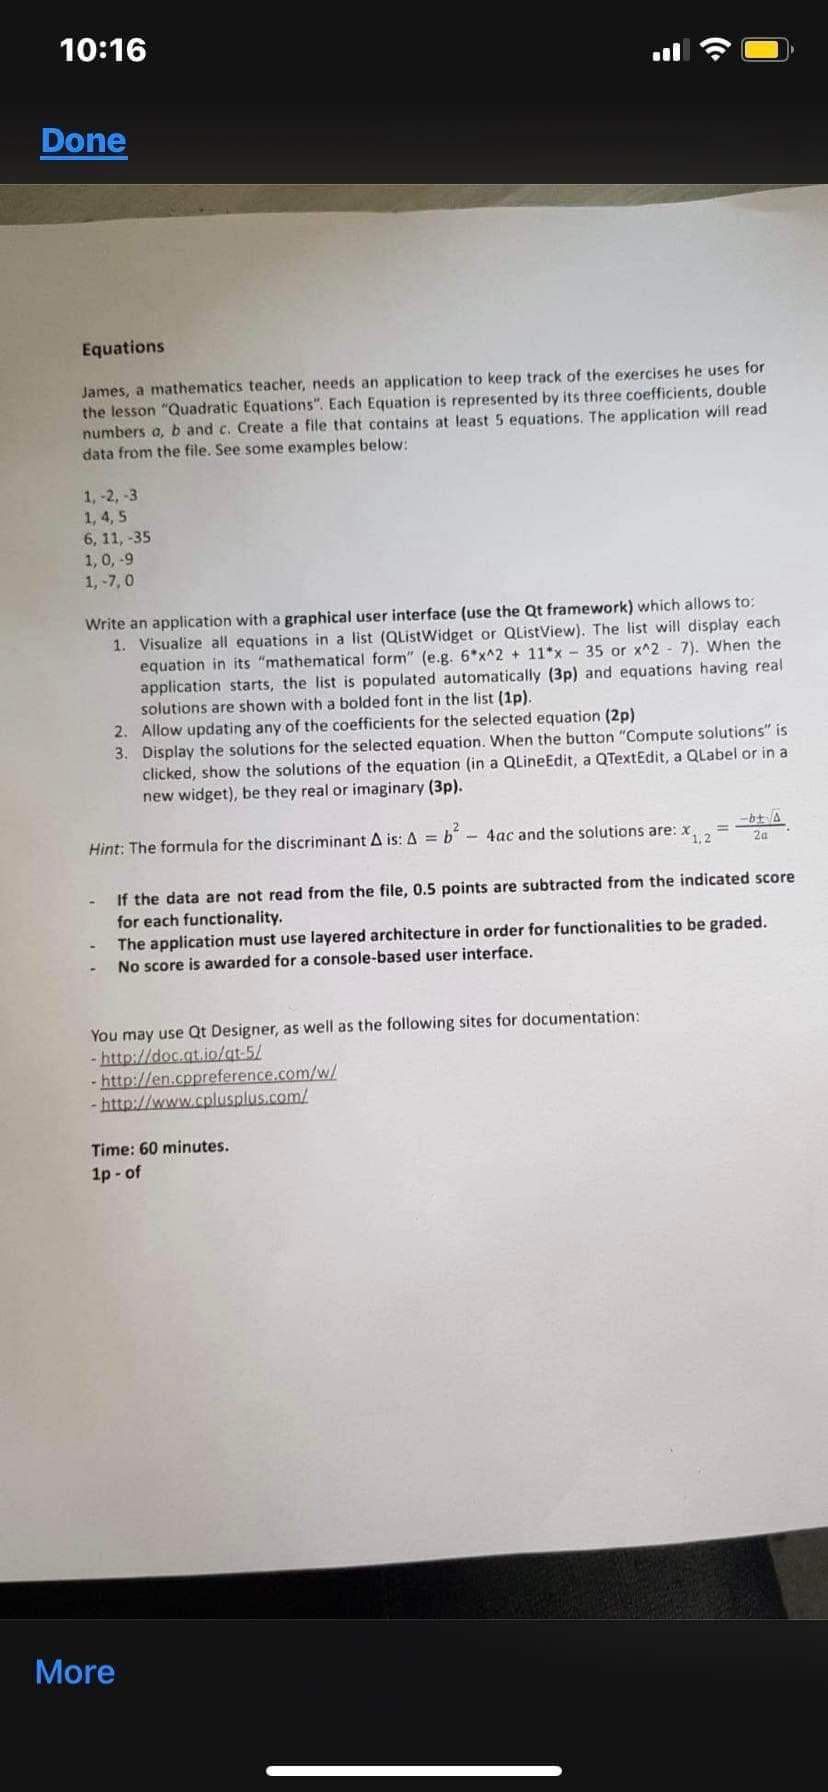 10:16
Done
Equations
James, a mathematics teacher, needs an application to keep track of the exercises he uses for
the lesson "Quadratic Equations". Each Equation is represented by its three coefficients, double
numbers a, b and c. Create a file that contains at least 5 equations. The application will read
data from the file. See some examples below:
1, -2, -3
1, 4, 5
6, 11, -35
1, 0, -9
1, -7, 0
Write an application with a graphical user interface (use the Qt framework) which allows to:
1. Visualize all equations in a list (QListWidget or QListView). The list will display each
equation in its "mathematical form" (e.g. 6*x^2 + 11*x – 35 or x^2 - 7). When the
application starts, the list is populated automatically (3p) and equations having real
solutions are shown with a bolded font in the list (1p).
2. Allow updating any of the coefficients for the selected equation (2p)
3. Display the solutions for the selected equation. When the button "Compute solutions" is
clicked, show the solutions of the equation (in a QLineEdit, a QTextEdit, a QLabel or in a
new widget), be they real or imaginary (3p).
Hint: The formula for the discriminant Δ is: Δ = b² − 4ac and the solutions are: x₁,₂ = (-b±√Δ)/2a.
- If the data are not read from the file, 0.5 points are subtracted from the indicated score
for each functionality.
- The application must use layered architecture in order for functionalities to be graded.
- No score is awarded for a console-based user interface.
You may use Qt Designer, as well as the following sites for documentation:
- http://doc.qt.io/qt-5/
- http://en.cppreference.com/w/
- http://www.cplusplus.com/
Time: 60 minutes.
1p - of
More